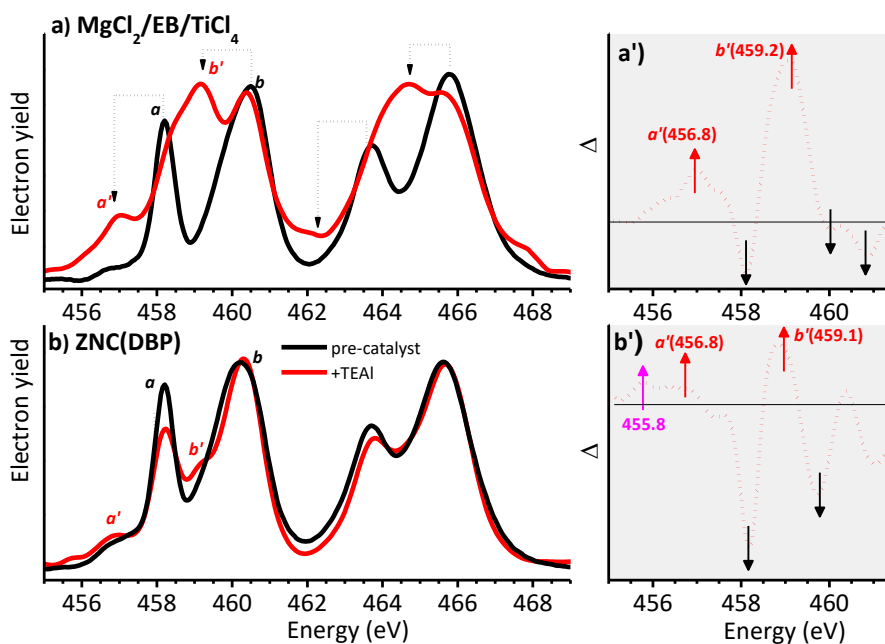 a) MgCl₂/EB/TiCl₄
Electron yield
a
b
a'
b'
456 458 460 462 464 466 468
a')
Δ
a'(456.8)
b'(459.2)
456 458 460
b) ZNC(DBP)
pre-catalyst
+TEAl
Electron yield
a
b
a'
b'
456 458 460 462 464 466 468
Energy (eV)
b')
Δ
455.8
a'(456.8)
b'(459.1)
456 458 460
Energy (eV)